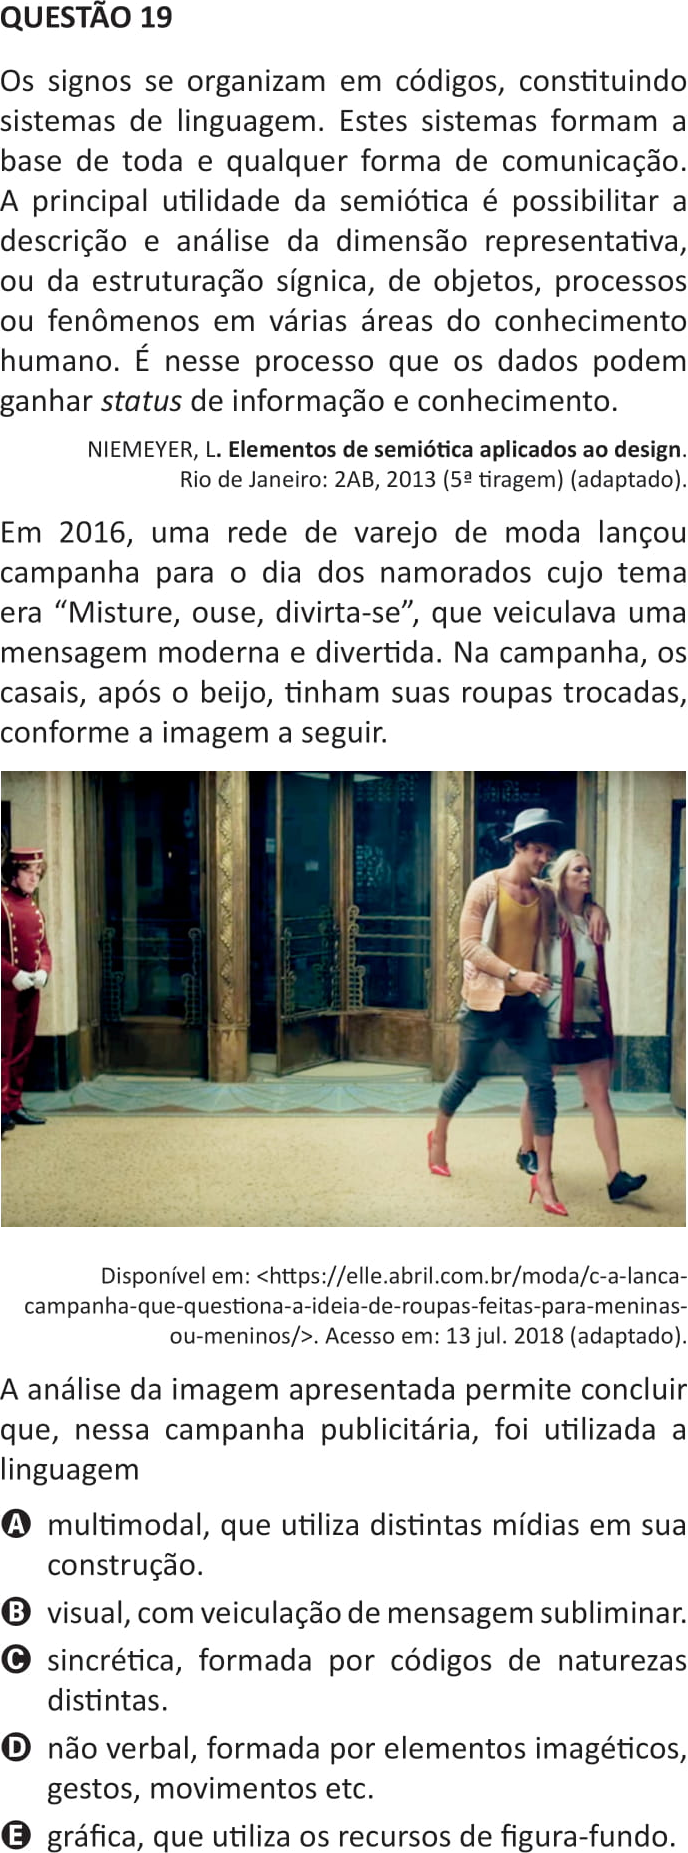 QUESTÃO 19
Os signos se organizam em códigos, constituindo
sistemas de linguagem. Estes sistemas formam a
base de toda e qualquer forma de comunicação.
A principal utilidade da semiótica é possibilitar a
descrição e análise da dimensão representativa,
ou da estruturação sígnica, de objetos, processos
ou fenômenos em várias áreas do conhecimento
humano. É nesse processo que os dados podem
ganhar status de informação e conhecimento.
NIEMEYER, L. Elementos de semiótica aplicados ao design.
Rio de Janeiro: 2AB, 2013 (5ª tiragem) (adaptado).
Em 2016, uma rede de varejo de moda lançou
campanha para o dia dos namorados cujo tema
era “Misture, ouse, divirta-se”, que veiculava uma
mensagem moderna e divertida. Na campanha, os
casais, após o beijo, tinham suas roupas trocadas,
conforme a imagem a seguir.
Disponível em: <https://elle.abril.com.br/moda/c-a-lanca-
campanha-que-questiona-a-ideia-de-roupas-feitas-para-meninas-
ou-meninos/>. Acesso em: 13 jul. 2018 (adaptado).
A análise da imagem apresentada permite concluir
que, nessa campanha publicitária, foi utilizada a
linguagem
A multimodal, que utiliza distintas mídias em sua
construção.
B visual, com veiculação de mensagem subliminar.
C sincrética, formada por códigos de naturezas
distintas.
D não verbal, formada por elementos imagéticos,
gestos, movimentos etc.
E gráfica, que utiliza os recursos de figura-fundo.